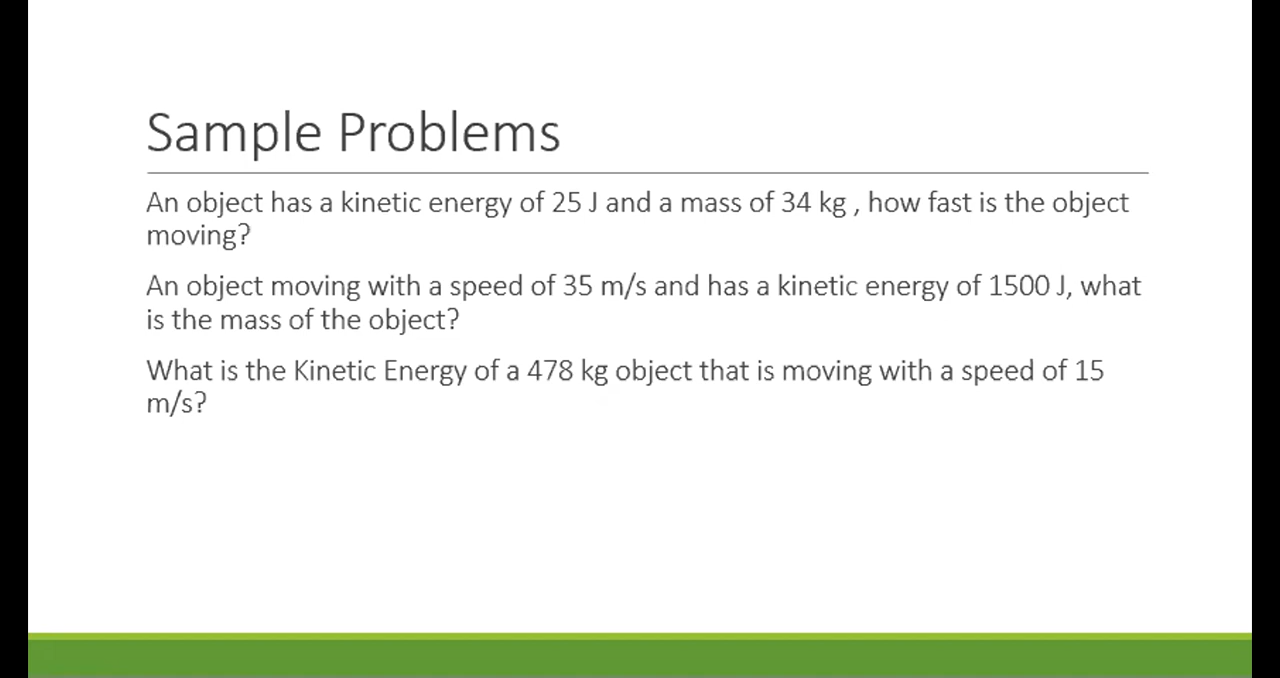 Sample Problems
An object has a kinetic energy of 25 J and a mass of 34 kg , how fast is the object
moving?
An object moving with a speed of 35 m/s and has a kinetic energy of 1500 J, what
is the mass of the object?
What is the Kinetic Energy of a 478 kg object that is moving with a speed of 15
m/s?